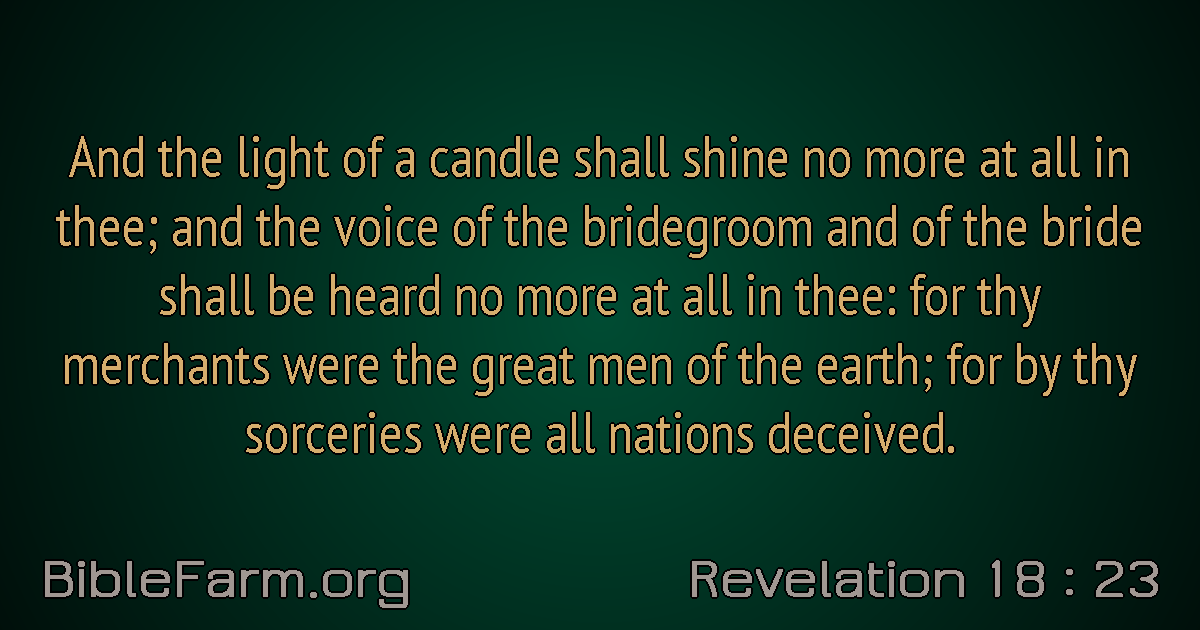 And the light of a candle shall shine no more at all in
thee; and the voice of the bridegroom and of the bride
shall be heard no more at all in thee: for thy
merchants were the great men of the earth; for by thy
sorceries were all nations deceived.
BibleFarm.org
Revelation 18 : 23